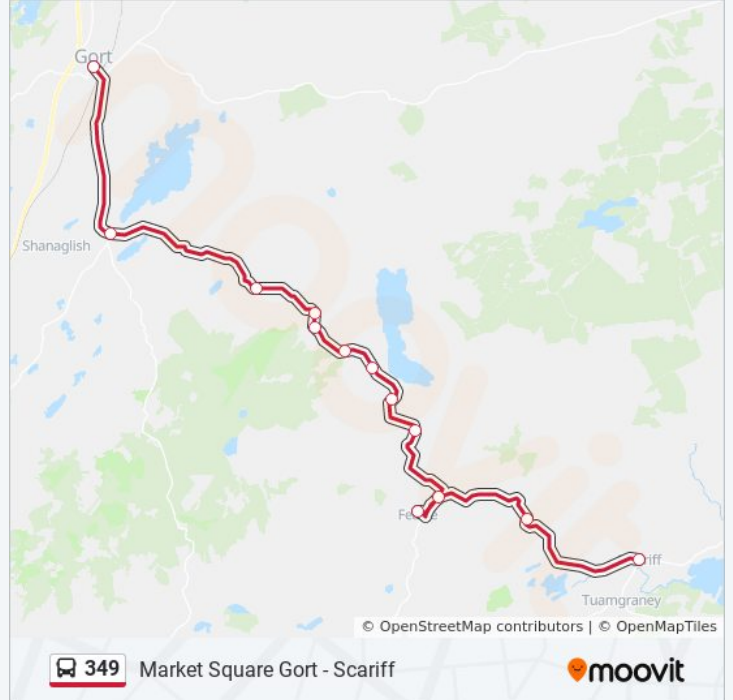 Gort
Shanaglish
Tuamgraney
© OpenStreetMap contributors | © OpenMapTiles
349 Market Square Gort - Scariff
moovit